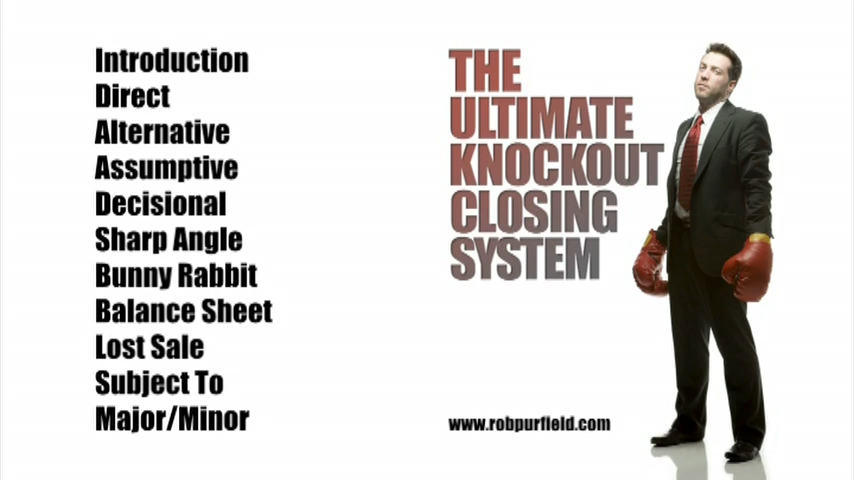 Introduction
Direct
Alternative
Assumptive
Decisional
Sharp Angle
Bunny Rabbit
Balance Sheet
Lost Sale
Subject To
Major/Minor
THE
ULTIMATE
KNOCKOUT
CLOSING
SYSTEM
www.robpurfield.com